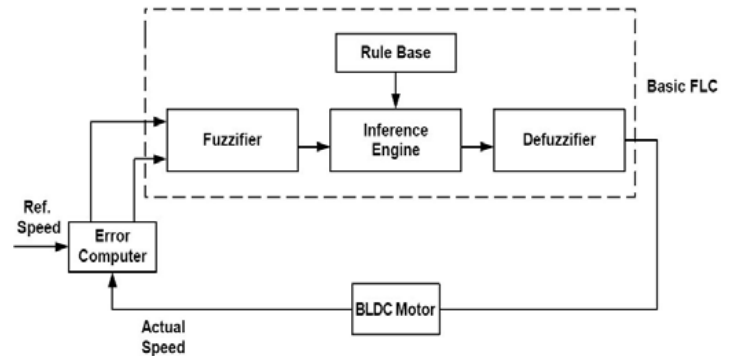 Rule Base
Basic FLC
Fuzzifier
Inference
Engine
Defuzzifier
Ref.
Speed
Error
Computer
BLDC Motor
Actual
Speed